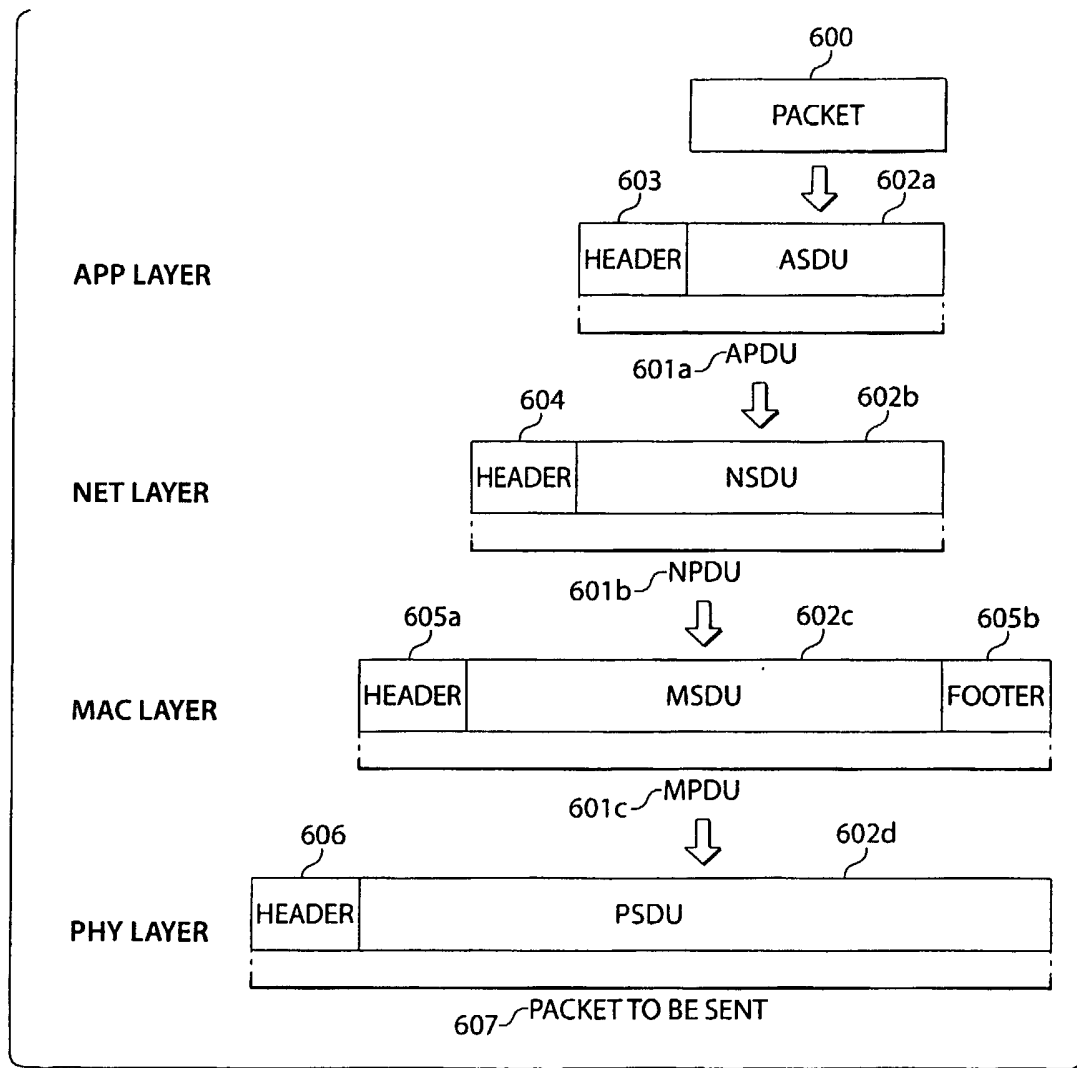 600
PACKET
603 602a
APP LAYER HEADER ASDU
601a APDU
604 602b
NET LAYER HEADER NSDU
601b NPDU
605a 602c 605b
MAC LAYER HEADER MSDU FOOTER
601c MPDU
606 602d
PHY LAYER HEADER PSDU
607 PACKET TO BE SENT